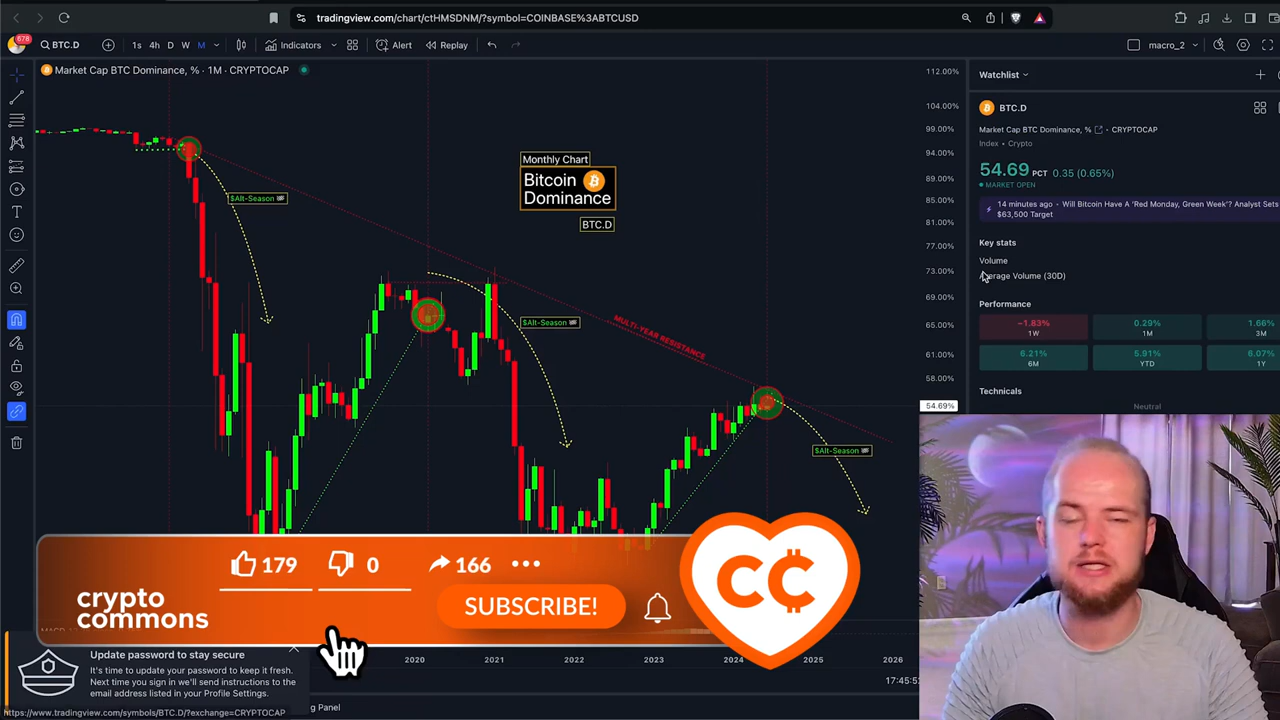 tradingview.com/chart/ctHMSDNM/?symbol=COINBASE%3ABTCUSD
678
BTC.D
1s 4h D W M
Indicators
Alert
Replay
macro_2
Market Cap BTC Dominance, % · 1M · CRYPTOCAP
112.00%
104.00%
99.00%
94.00%
89.00%
85.00%
81.00%
77.00%
73.00%
69.00%
65.00%
61.00%
58.00%
54.69%
Monthly Chart
Bitcoin
Dominance
BTC.D
$Alt-Season
$Alt-Season
MULTI-YEAR RESISTANCE
$Alt-Season
Watchlist
BTC.D
Market Cap BTC Dominance, % · CRYPTOCAP
Index · Crypto
54.69 PCT 0.35 (0.65%)
MARKET OPEN
14 minutes ago · Will Bitcoin Have A 'Red Monday, Green Week'? Analyst Sets
$63,500 Target
Key stats
Volume
Average Volume (30D)
Performance
−1.83% 0.29% 1.66%
1W 1M 3M
6.21% 5.91% 6.07%
6M YTD 1Y
Technicals
Neutral
179 0 166
crypto
commons
SUBSCRIBE!
CC
Update password to stay secure
It's time to update your password to keep it fresh.
Next time you sign in we'll send instructions to the
email address listed in your Profile Settings.
2020 2021 2022 2023 2024 2025 2026
17:45:52
ng Panel
https://www.tradingview.com/symbols/BTC.D/?exchange=CRYPTOCAP